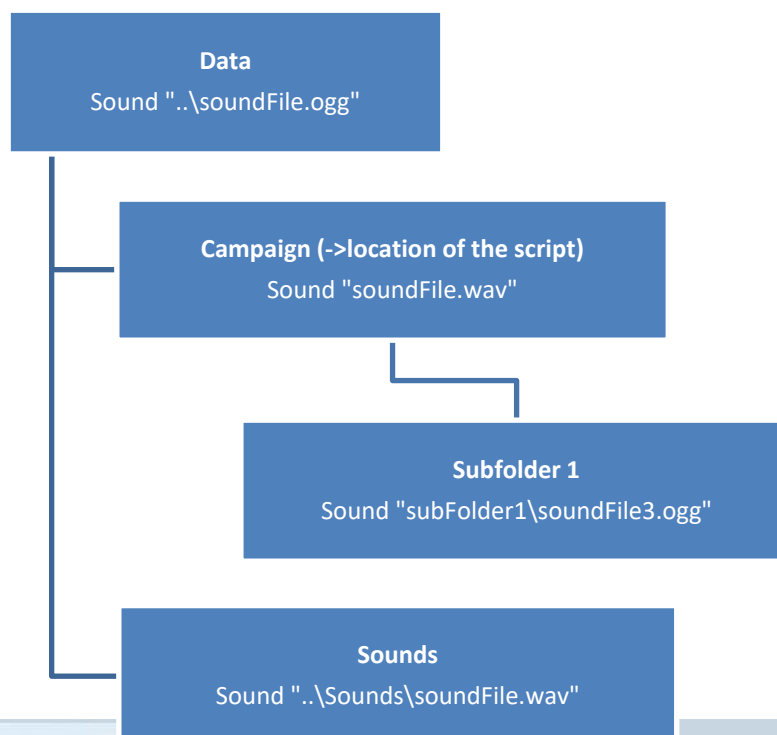 Data
Sound "..\soundFile.ogg"
Campaign (->location of the script)
Sound "soundFile.wav"
Subfolder 1
Sound "subFolder1\soundFile3.ogg"
Sounds
Sound "..\Sounds\soundFile.wav"